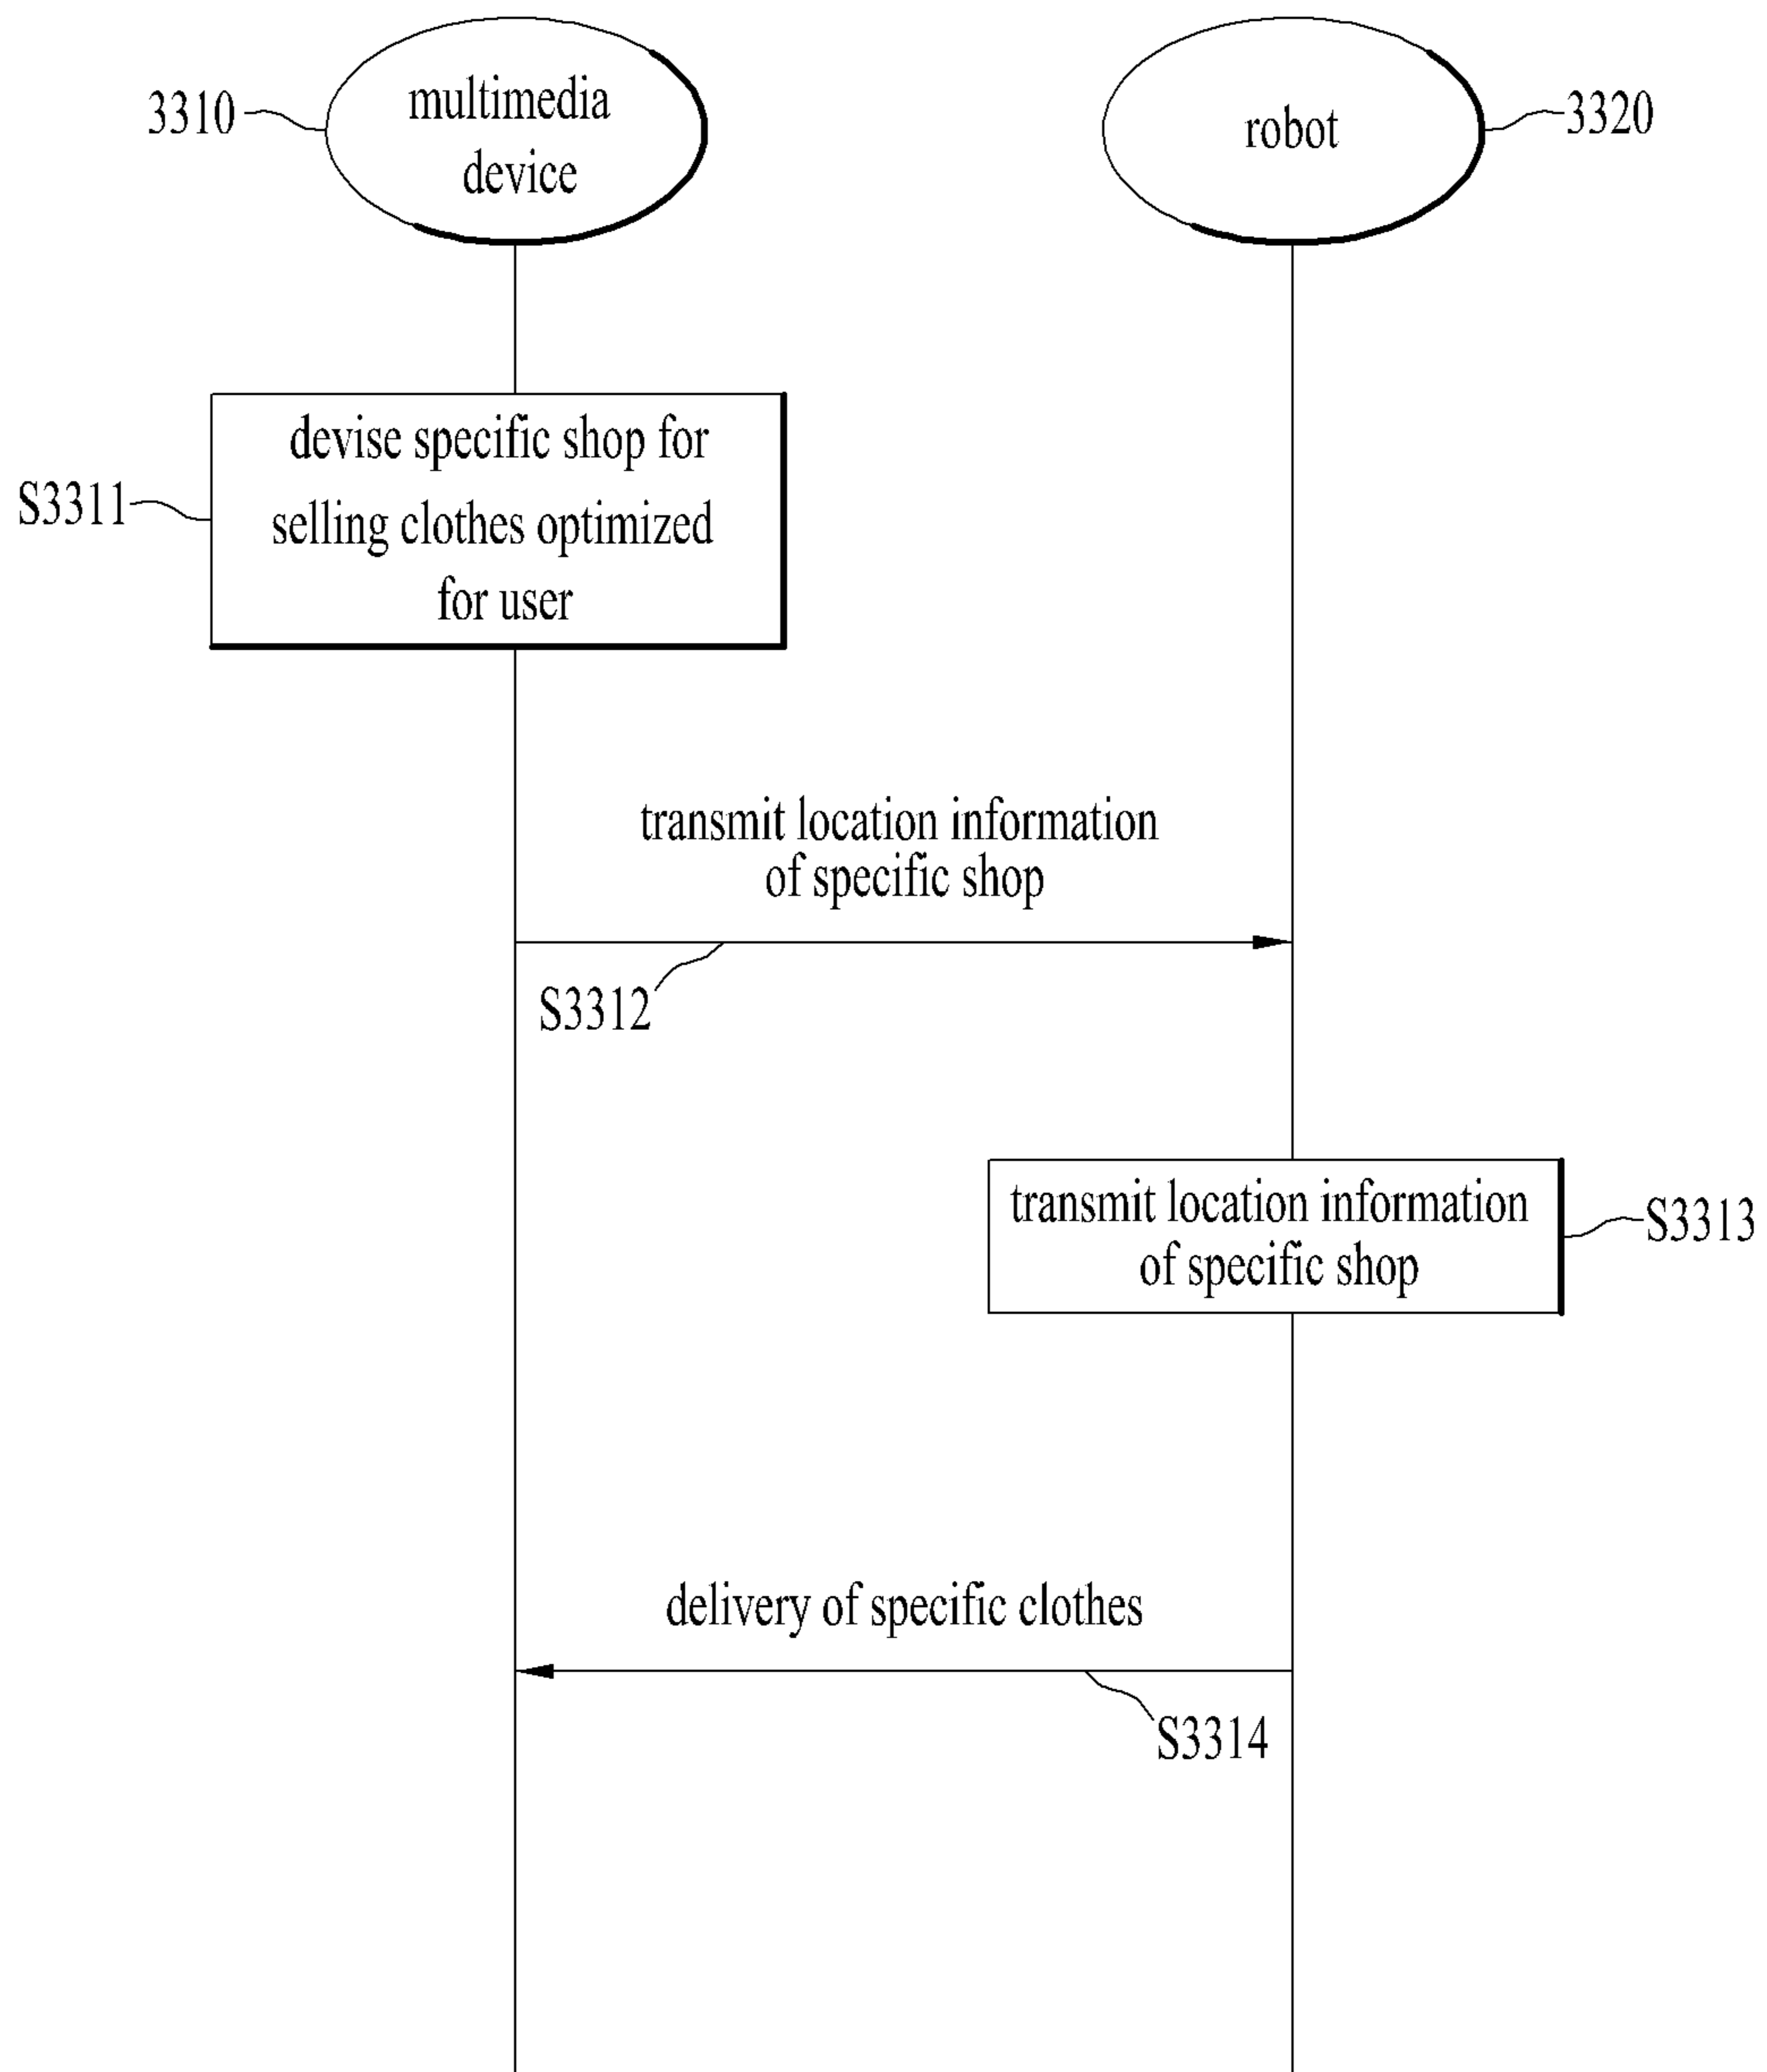 multimedia
device
3310
robot
3320
devise specific shop for
selling clothes optimized
for user
S3311
transmit location information
of specific shop
S3312
transmit location information
of specific shop
S3313
delivery of specific clothes
S3314